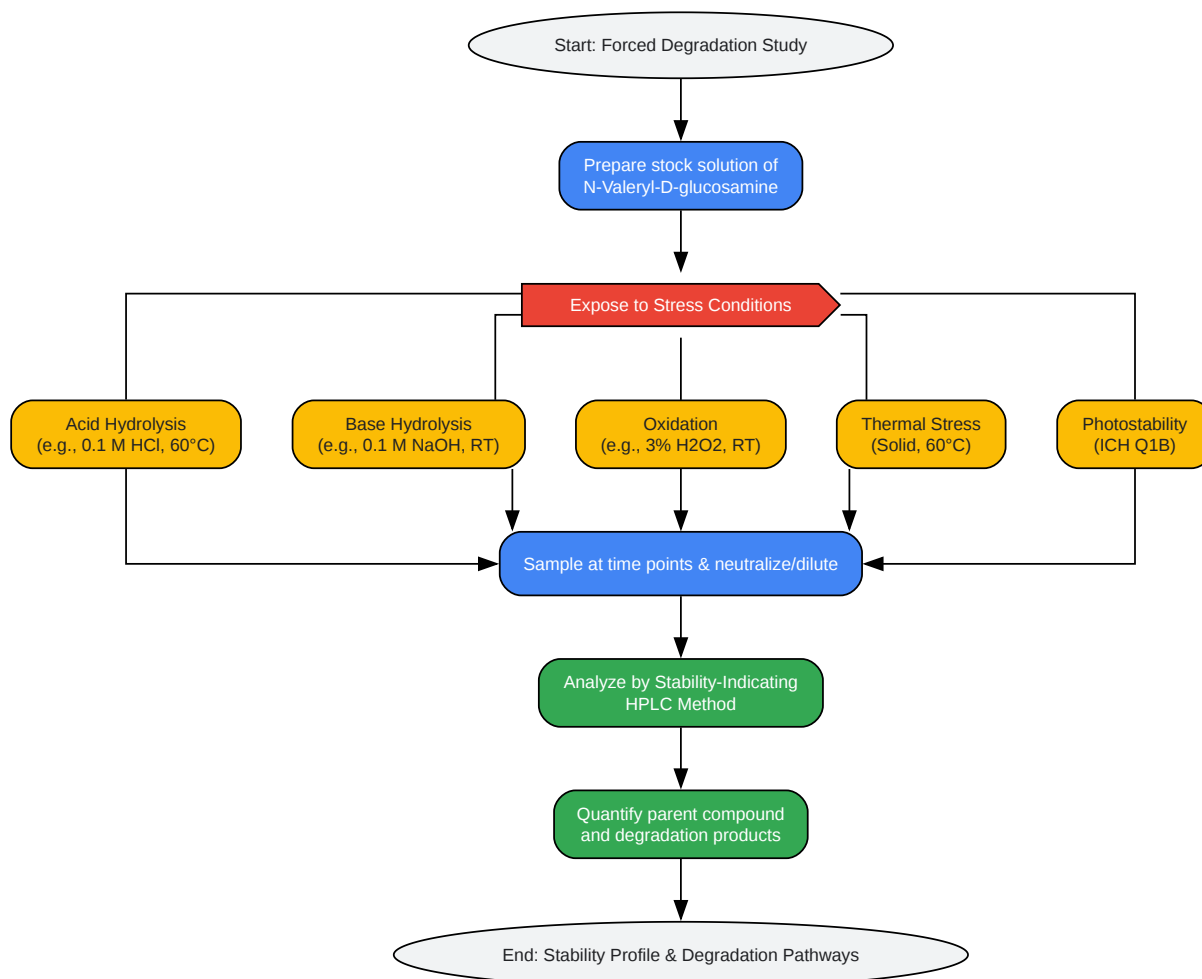 Start: Forced Degradation Study
Prepare stock solution of
N-Valeryl-D-glucosamine
Expose to Stress Conditions
Acid Hydrolysis
(e.g., 0.1 M HCl, 60°C)
Base Hydrolysis
(e.g., 0.1 M NaOH, RT)
Oxidation
(e.g., 3% H2O2, RT)
Thermal Stress
(Solid, 60°C)
Photostability
(ICH Q1B)
Sample at time points & neutralize/dilute
Analyze by Stability-Indicating
HPLC Method
Quantify parent compound
and degradation products
End: Stability Profile & Degradation Pathways